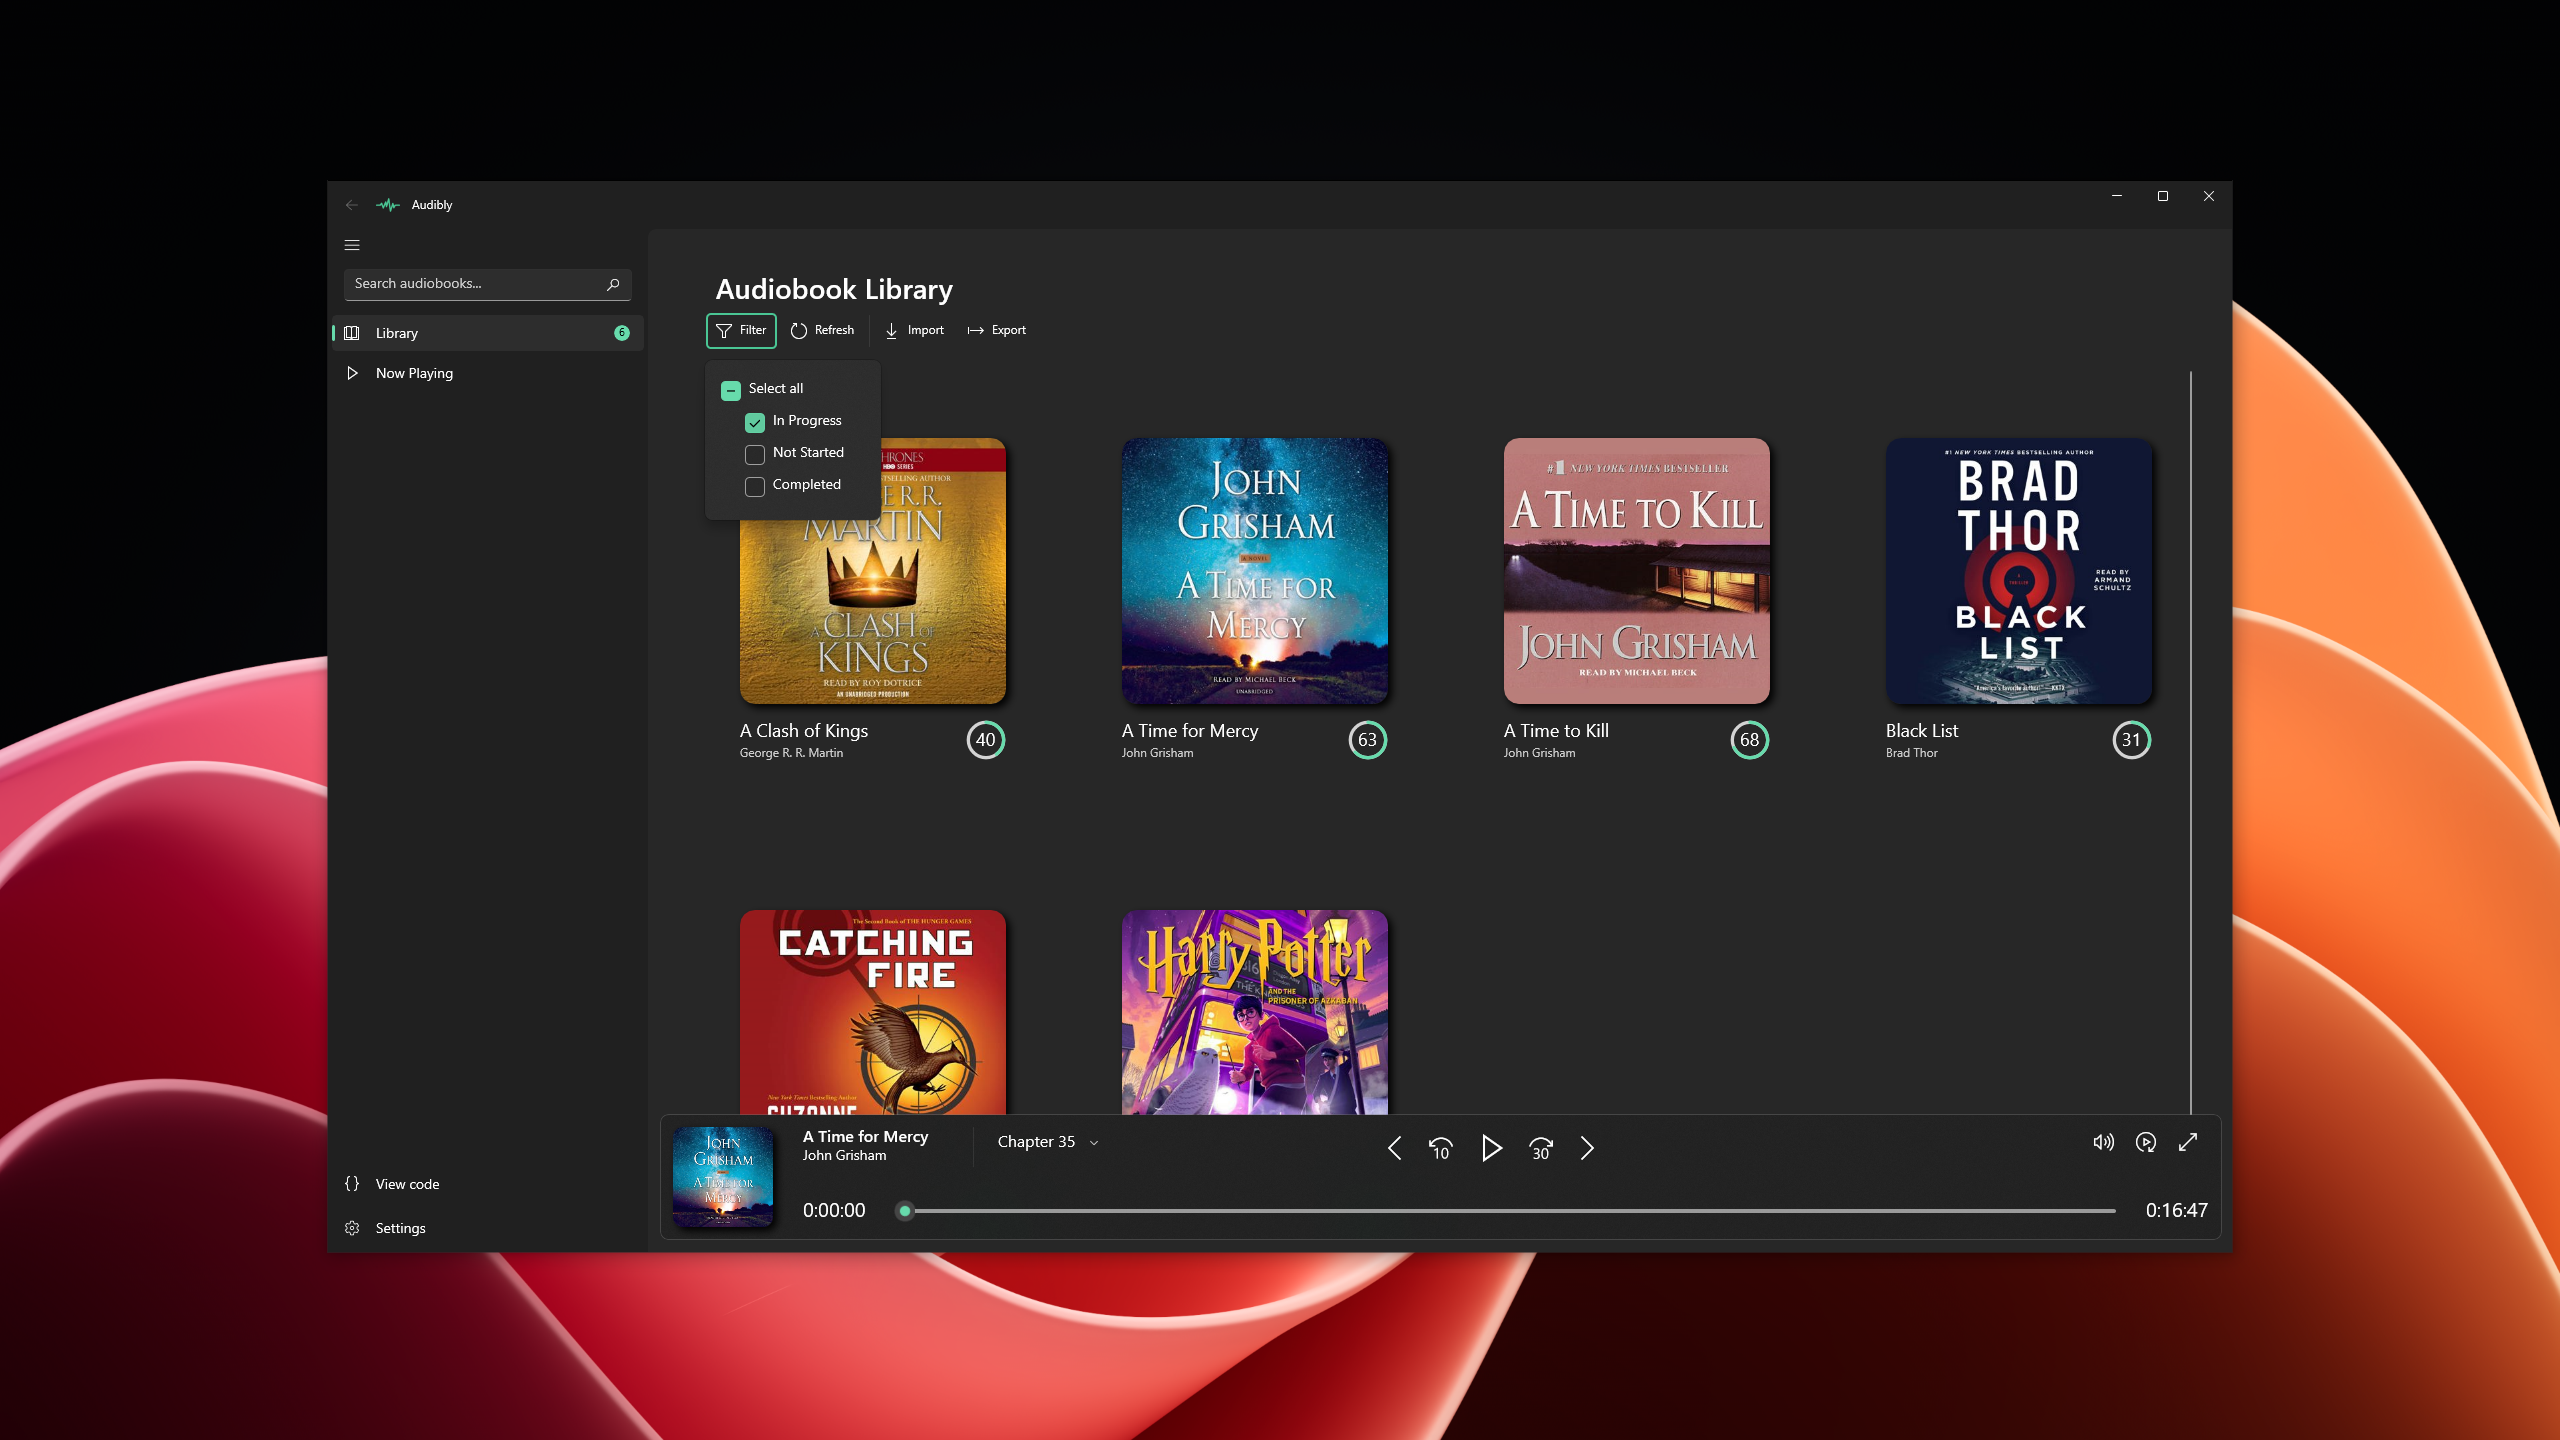 Audibly
Search audiobooks...
Library
6
Now Playing
View code
Settings
Audiobook Library
Filter
Refresh
Import
Export
Select all
In Progress
Not Started
Completed
HRONES
HBO SERIES
STSELLING AUTHOR
E R.R.
MARTIN
A CLASH OF
KINGS
READ BY ROY DOTRICE
AN UNABRIDGED PRODUCTION
A Clash of Kings
George R. R. Martin
40
JOHN
GRISHAM
A NOVEL
A TIME FOR
MERCY
READ BY MICHAEL BECK
UNABRIDGED
A Time for Mercy
John Grisham
63
#1 NEW YORK TIMES BESTSELLER
A TIME TO KILL
JOHN GRISHAM
READ BY MICHAEL BECK
A Time to Kill
John Grisham
68
#1 NEW YORK TIMES BESTSELLING AUTHOR
BRAD
THOR
A THRILLER
READ BY
ARMAND
SCHULTZ
BLACK
LIST
"America's favorite author." —KKTX
Black List
Brad Thor
31
The Second Book of THE HUNGER GAMES
CATCHING
FIRE
New York Times Bestselling Author
SUZANNE
Harry Potter
AND THE
PRISONER OF AZKABAN
JOHN
GRISHAM
A TIME FOR
MERCY
A Time for Mercy
John Grisham
Chapter 35
10
30
0:00:00
0:16:47